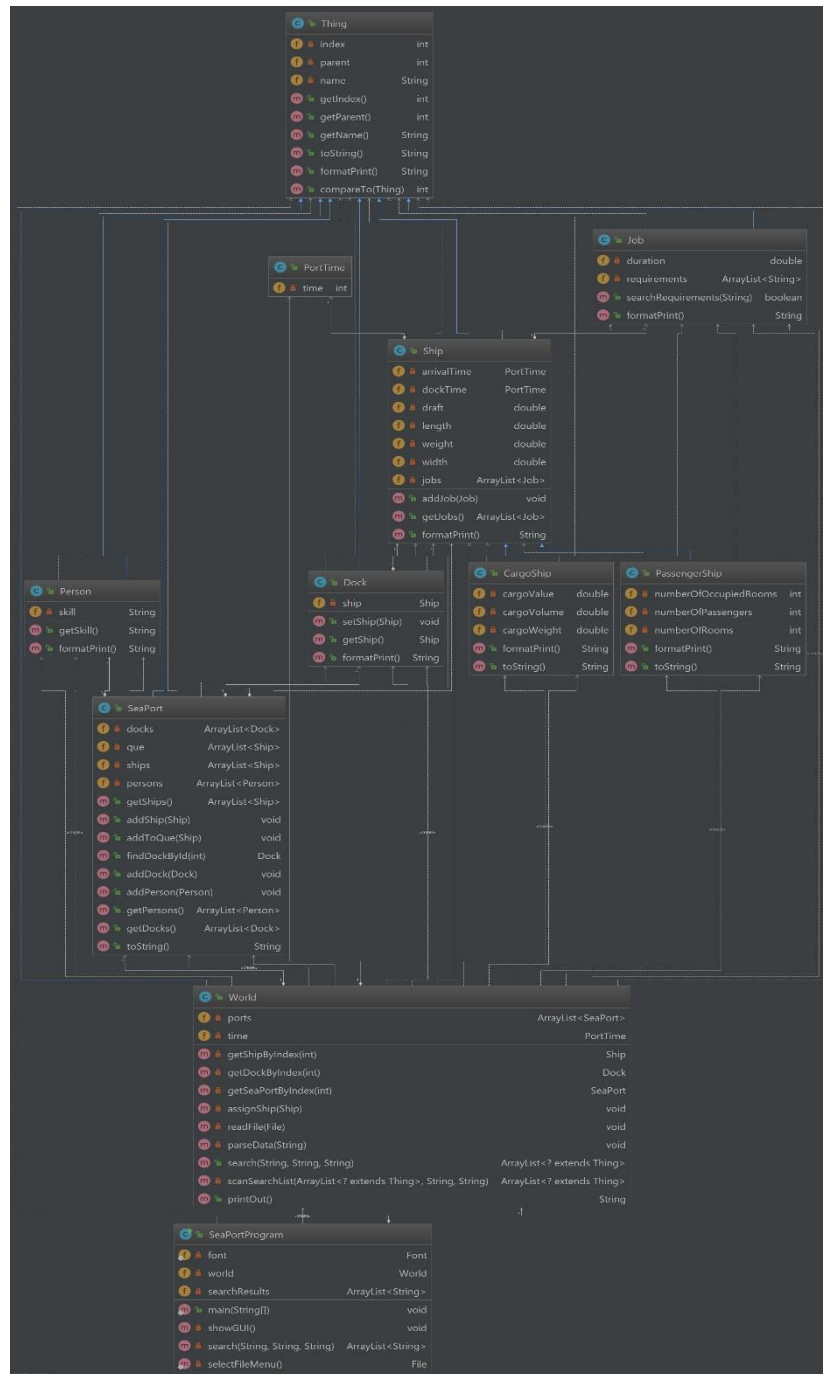 Thing
index int
parent int
name String
getIndex() int
getParent() int
getName() String
toString() String
formatPrint() String
compareTo(Thing) int
Job
duration double
requirements ArrayList<String>
searchRequirements(String) boolean
formatPrint() String
PortTime
time int
Ship
arrivalTime PortTime
dockTime PortTime
draft double
length double
weight double
width double
jobs ArrayList<Job>
addJob(Job) void
getJobs() ArrayList<Job>
formatPrint() String
Person
skill String
getSkill() String
formatPrint() String
Dock
ship Ship
setShip(Ship) void
getShip() Ship
formatPrint() String
CargoShip
cargoValue double
cargoVolume double
cargoWeight double
formatPrint() String
toString() String
PassengerShip
numberOfOccupiedRooms int
numberOfPassengers int
numberOfRooms int
formatPrint() String
toString() String
SeaPort
docks ArrayList<Dock>
que ArrayList<Ship>
ships ArrayList<Ship>
persons ArrayList<Person>
getShips() ArrayList<Ship>
addShip(Ship) void
addToQue(Ship) void
findDockById(int) Dock
addDock(Dock) void
addPerson(Person) void
getPersons() ArrayList<Person>
getDocks() ArrayList<Dock>
toString() String
World
ports ArrayList<SeaPort>
time PortTime
getShipByIndex(int) Ship
getDockByIndex(int) Dock
getSeaPortByIndex(int) SeaPort
assignShip(Ship) void
readFile(File) void
parseData(String) void
search(String, String, String) ArrayList<? extends Thing>
scanSearchList(ArrayList<? extends Thing>, String, String) ArrayList<? extends Thing>
printOut() String
SeaPortProgram
font Font
world World
searchResults ArrayList<String>
main(String[]) void
showGUI() void
search(String, String, String) ArrayList<String>
selectFileMenu() File